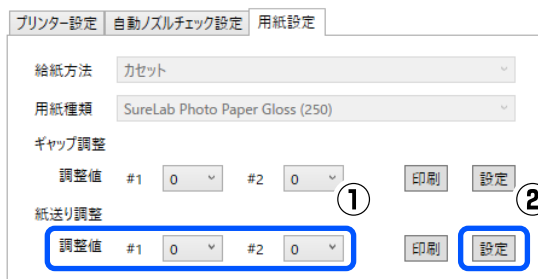 プリンター設定 自動ノズルチェック設定 用紙設定
給紙方法 カセット
用紙種類 SureLab Photo Paper Gloss (250)
ギャップ調整
調整値 #1 0 #2 0 印刷 設定
① ②
紙送り調整
調整値 #1 0 #2 0 印刷 設定